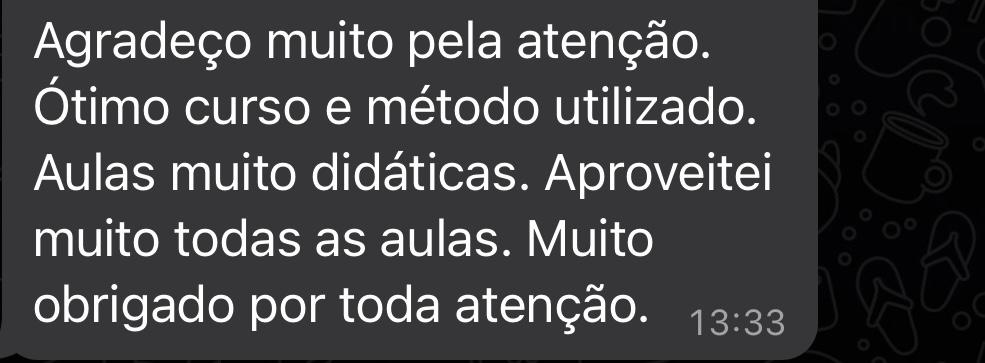 Agradeço muito pela atenção.
Ótimo curso e método utilizado.
Aulas muito didáticas. Aproveitei
muito todas as aulas. Muito
obrigado por toda atenção.
13:33